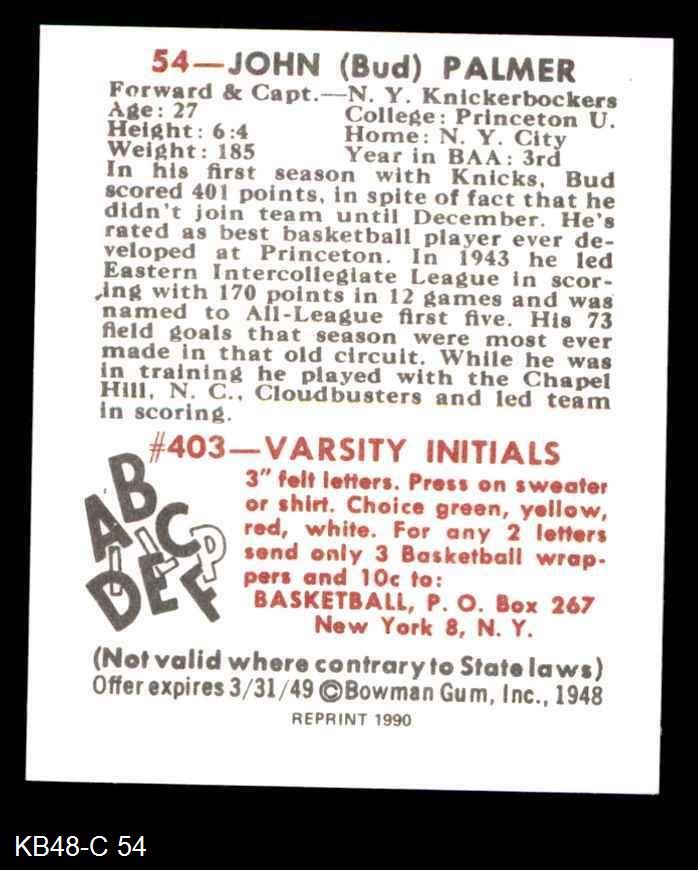 54—JOHN (Bud) PALMER
Forward & Capt.—N. Y. Knickerbockers
Age: 27 College: Princeton U.
Height: 6:4 Home: N. Y. City
Weight: 185 Year in BAA: 3rd
In his first season with Knicks, Bud
scored 401 points, in spite of fact that he
didn't join team until December. He's
rated as best basketball player ever de-
veloped at Princeton. In 1943 he led
Eastern Intercollegiate League in scor-
ing with 170 points in 12 games and was
named to All-League first five. His 73
field goals that season were most ever
made in that old circuit. While he was
in training he played with the Chapel
Hill, N. C., Cloudbusters and led team
in scoring.
#403—VARSITY INITIALS
3" felt letters. Press on sweater
or shirt. Choice green, yellow,
red, white. For any 2 letters
send only 3 Basketball wrap-
pers and 10c to:
BASKETBALL, P. O. Box 267
New York 8, N. Y.
ABC
DEF
(Not valid where contrary to State laws)
Offer expires 3/31/49 ©Bowman Gum, Inc., 1948
REPRINT 1990
KB48-C 54